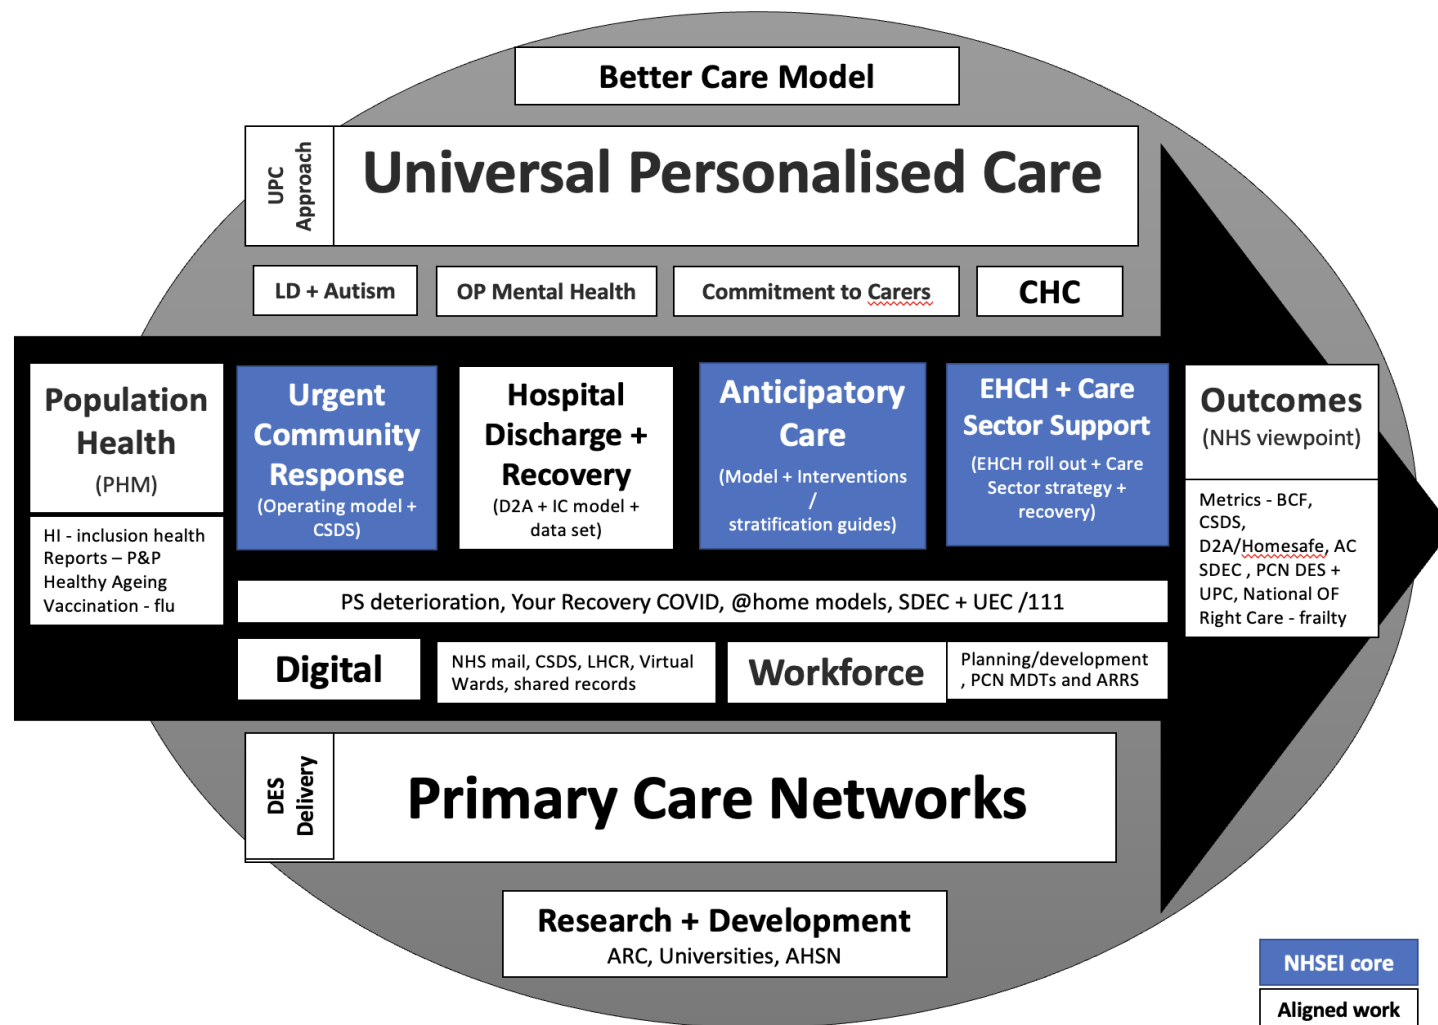 Better Care Model
UPC
Approach
Universal Personalised Care
LD + Autism
OP Mental Health
Commitment to Carers
CHC
Population
Health
(PHM)
HI - inclusion health
Reports – P&P
Healthy Ageing
Vaccination - flu
Urgent
Community
Response
(Operating model +
CSDS)
Hospital
Discharge +
Recovery
(D2A + IC model +
data set)
Anticipatory
Care
(Model + Interventions
/
stratification guides)
EHCH + Care
Sector Support
(EHCH roll out + Care
Sector strategy +
recovery)
Outcomes
(NHS viewpoint)
Metrics - BCF,
CSDS,
D2A/Homesafe, AC
SDEC , PCN DES +
UPC, National OF
Right Care - frailty
PS deterioration, Your Recovery COVID, @home models, SDEC + UEC /111
Digital
NHS mail, CSDS, LHCR, Virtual
Wards, shared records
Workforce
Planning/development
, PCN MDTs and ARRS
DES
Delivery
Primary Care Networks
Research + Development
ARC, Universities, AHSN
NHSEI core
Aligned work